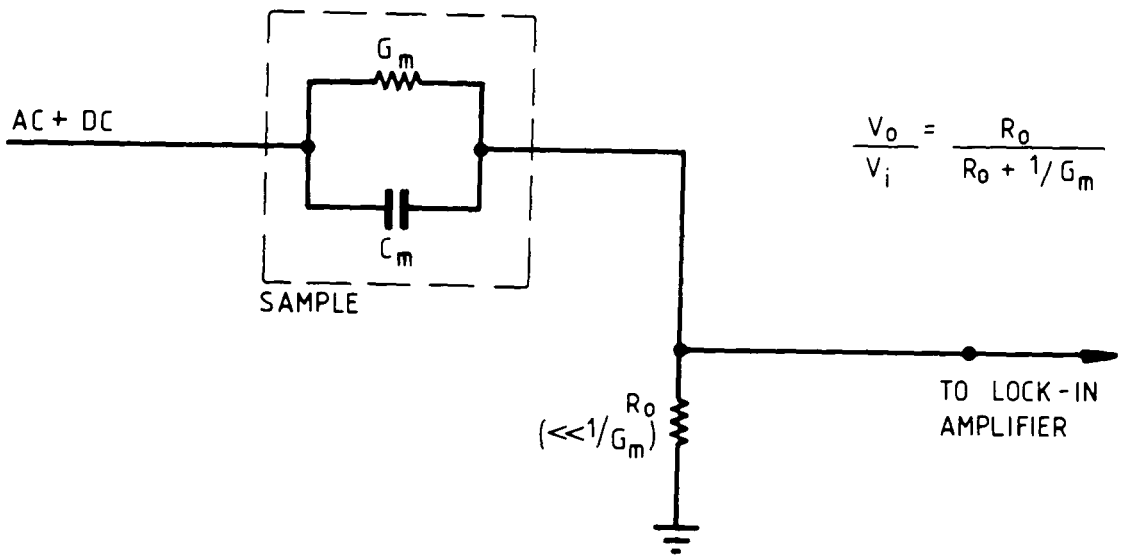 G_m
AC + DC
C_m
SAMPLE
V_o / V_i = R_o / (R_o + 1/G_m)
R_o
(<<1/G_m)
TO LOCK-IN
AMPLIFIER